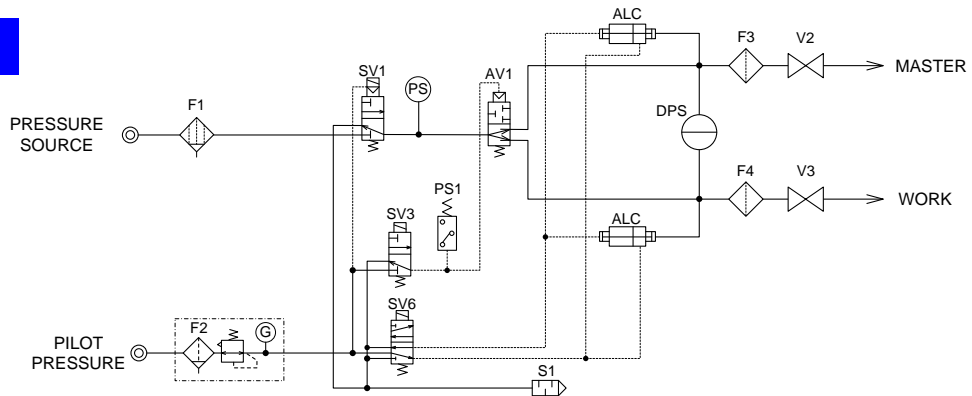 ALC
F3
V2
SV1
PS
AV1
MASTER
F1
DPS
PRESSURE
SOURCE
PS1
F4
V3
WORK
SV3
ALC
SV6
F2
G
PILOT
PRESSURE
S1